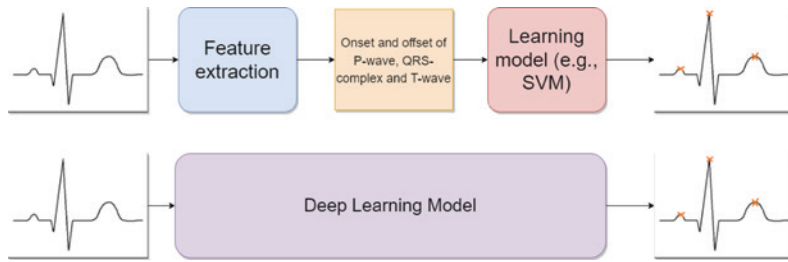 Feature
extraction
Onset and offset of
P-wave, QRS-
complex and T-wave
Learning
model (e.g.,
SVM)
Deep Learning Model